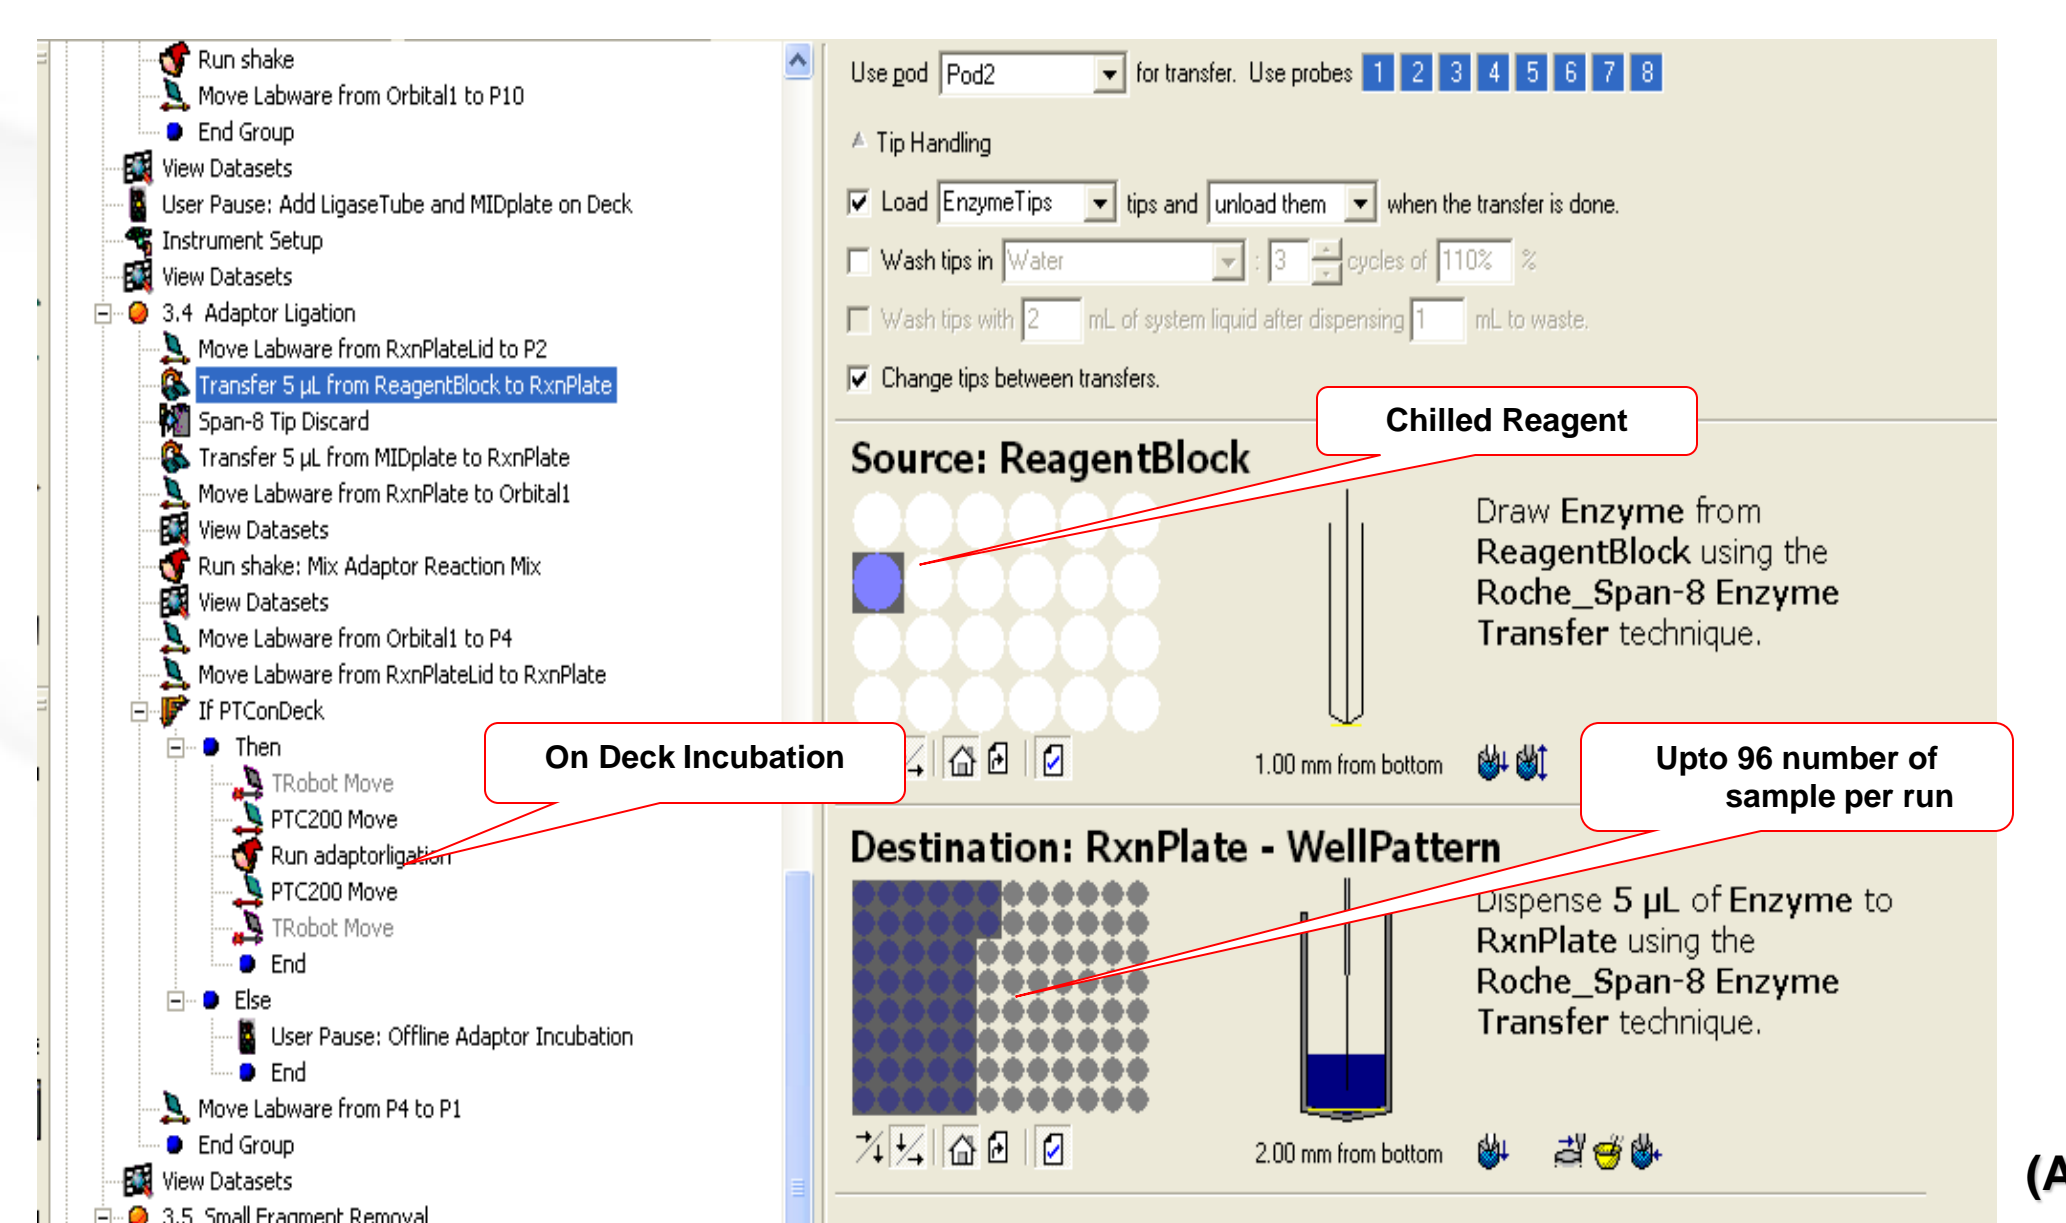 Run shake
Move Labware from Orbital1 to P10
End Group
View Datasets
User Pause: Add LigaseTube and MIDplate on Deck
Instrument Setup
View Datasets
3.4 Adaptor Ligation
Move Labware from RxnPlateLid to P2
Transfer 5 µL from ReagentBlock to RxnPlate
Span-8 Tip Discard
Transfer 5 µL from MIDplate to RxnPlate
Move Labware from RxnPlate to Orbital1
View Datasets
Run shake: Mix Adaptor Reaction Mix
View Datasets
Move Labware from Orbital1 to P4
Move Labware from RxnPlateLid to RxnPlate
If PTConDeck
Then
TRobot Move
PTC200 Move
Run adaptorligation
PTC200 Move
TRobot Move
End
Else
User Pause: Offline Adaptor Incubation
End
Move Labware from P4 to P1
End Group
View Datasets
3.5 Small Fragment Removal
On Deck Incubation
Use pod Pod2 for transfer. Use probes 1 2 3 4 5 6 7 8
Tip Handling
Load EnzymeTips tips and unload them when the transfer is done.
Wash tips in Water : 3 cycles of 110% %
Wash tips with 2 mL of system liquid after dispensing 1 mL to waste.
Change tips between transfers.
Chilled Reagent
Source: ReagentBlock
Draw Enzyme from
ReagentBlock using the
Roche_Span-8 Enzyme
Transfer technique.
1.00 mm from bottom
Upto 96 number of
sample per run
Destination: RxnPlate - WellPattern
Dispense 5 µL of Enzyme to
RxnPlate using the
Roche_Span-8 Enzyme
Transfer technique.
2.00 mm from bottom
(A